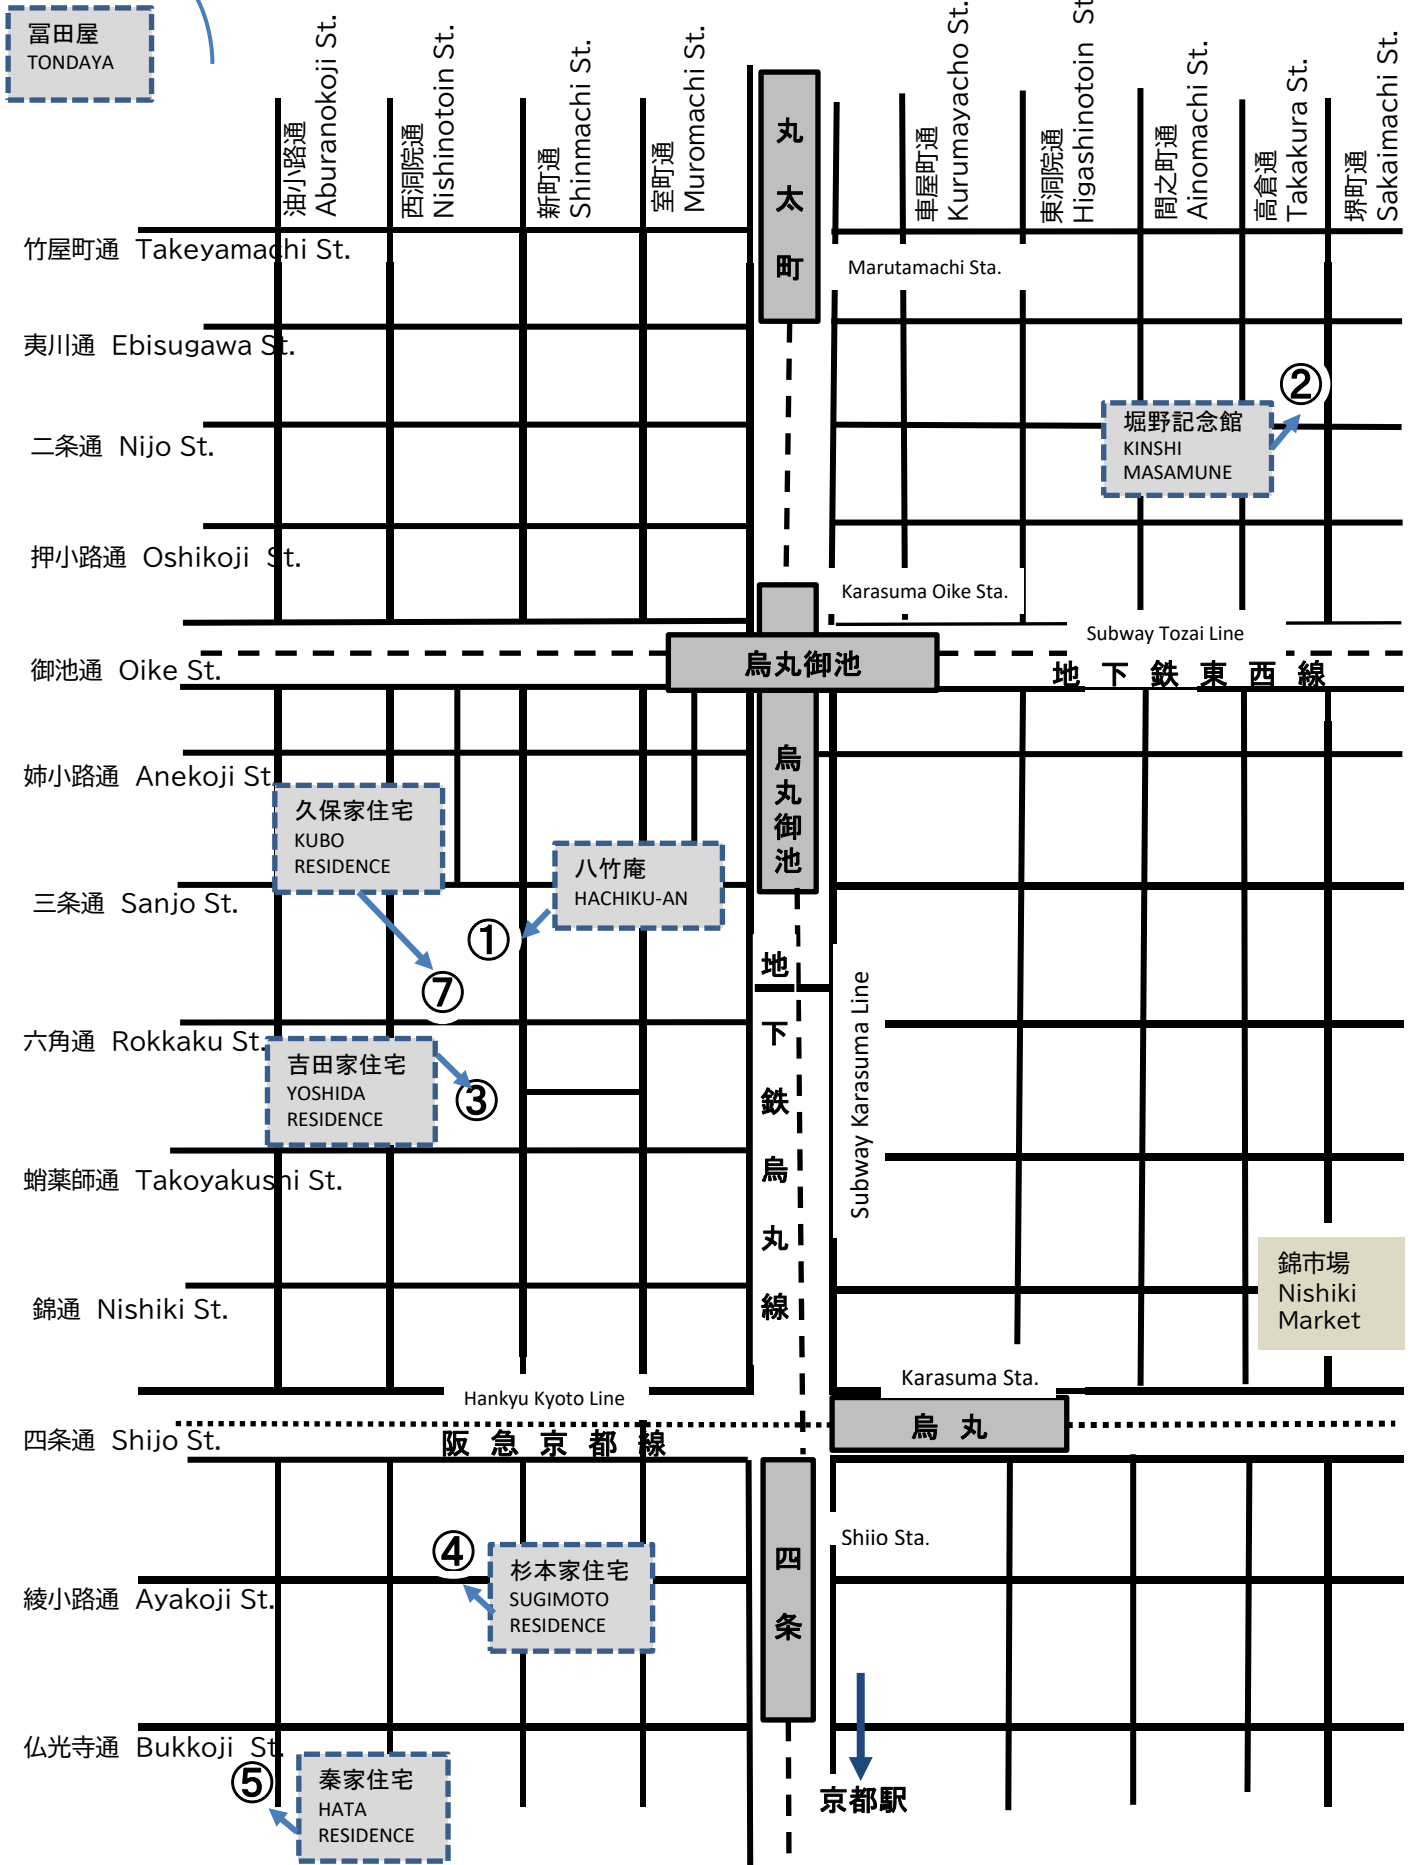 冨田屋
TONDAYA
油小路通
Aburanokoji St.
西洞院通
Nishinotoin St.
新町通
Shinmachi St.
室町通
Muromachi St.
車屋町通
Kurumayacho St.
東洞院通
Higashinotoin St
間之町通
Ainomachi St.
高倉通
Takakura St.
堺町通
Sakaimachi St.
丸太町
Marutamachi Sta.
竹屋町通 Takeyamachi St.
夷川通 Ebisugawa St.
②
堀野記念館
KINSHI
MASAMUNE
二条通 Nijo St.
押小路通 Oshikoji St.
Karasuma Oike Sta.
Subway Tozai Line
御池通 Oike St.
烏丸御池
地下鉄東西線
烏丸御池
姉小路通 Anekoji St.
久保家住宅
KUBO
RESIDENCE
八竹庵
HACHIKU-AN
三条通 Sanjo St.
①
⑦
地下鉄烏丸線
Subway Karasuma Line
六角通 Rokkaku St.
吉田家住宅
YOSHIDA
RESIDENCE
③
蛸薬師通 Takoyakushi St.
錦市場
Nishiki
Market
錦通 Nishiki St.
Karasuma Sta.
Hankyu Kyoto Line
烏丸
四条通 Shijo St.
阪急京都線
四条
Shiio Sta.
④
杉本家住宅
SUGIMOTO
RESIDENCE
綾小路通 Ayakoji St.
仏光寺通 Bukkoji St.
⑤
秦家住宅
HATA
RESIDENCE
京都駅